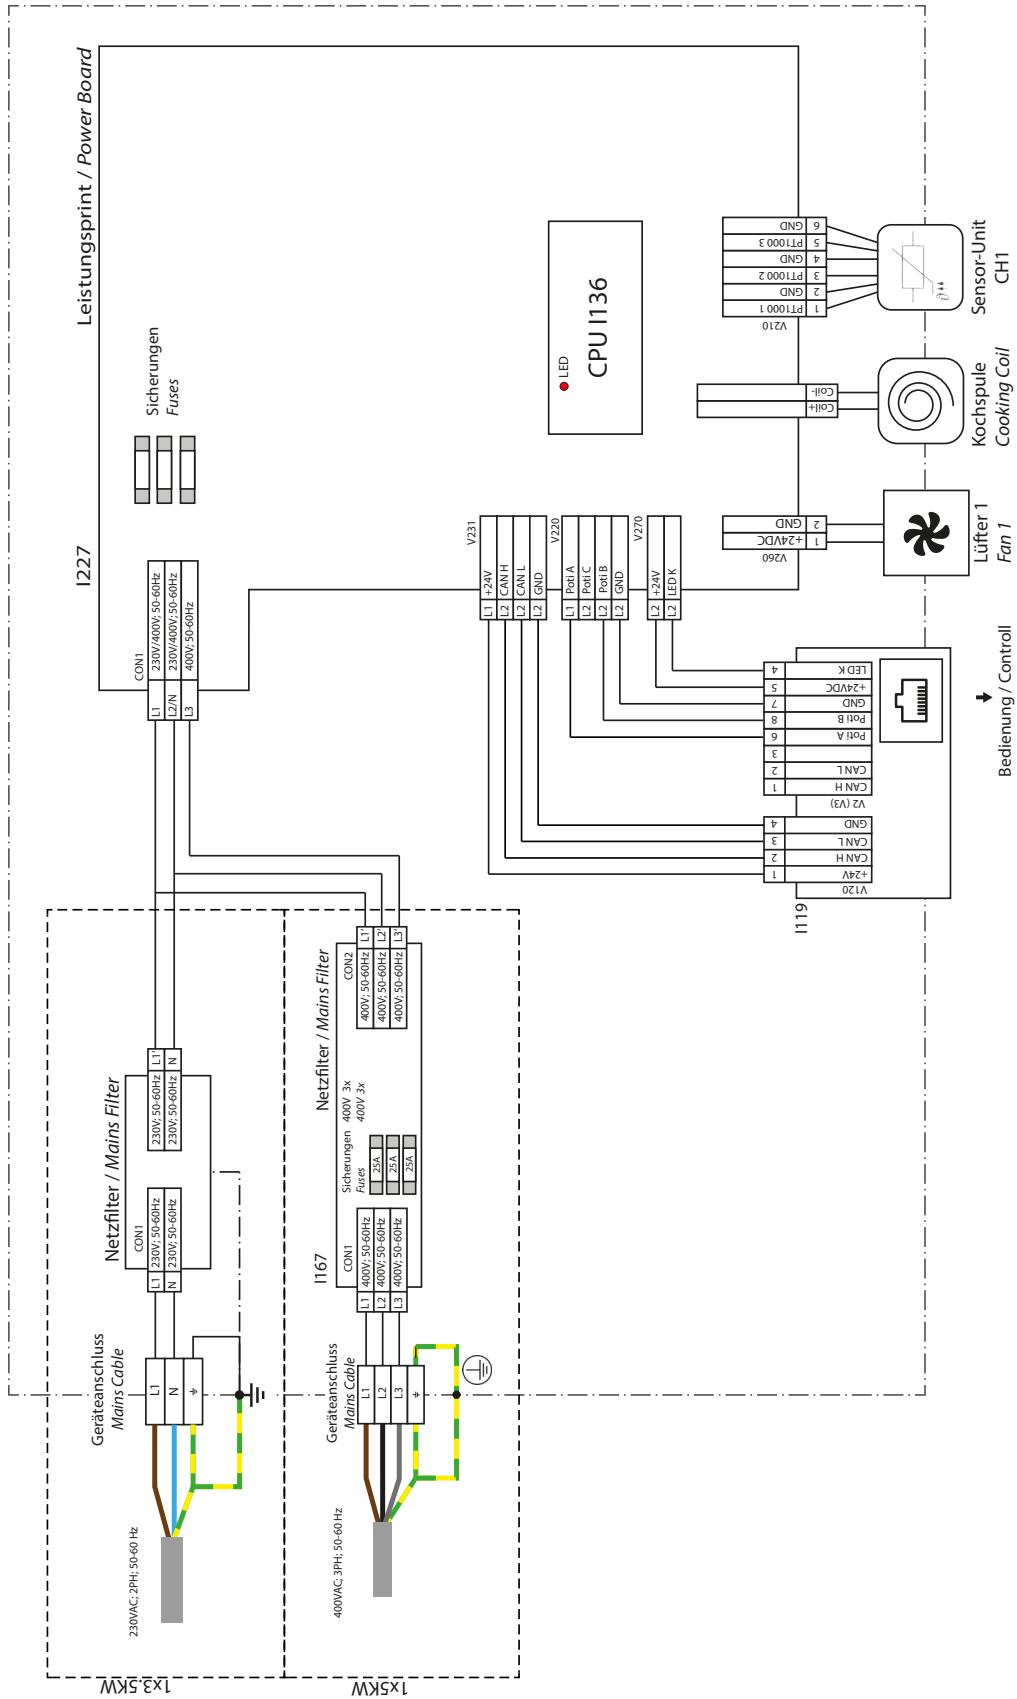 Leistungsprint / Power Board
I227
Sicherungen
Fuses
CON1
L1 230V/400V; 50-60Hz
L2/N 230V/400V; 50-60Hz
L3 400V; 50-60Hz
LED
CPU I136
V231
L1 +24V
L2 CAN H
L2 CAN L
L2 GND
V220
L1 Poti A
L2 Poti C
L2 Poti B
L2 GND
V270
L2 +24V
L2 LED K
V210
1 PT1000 1
2 GND
3 PT1000 2
4 GND
5 PT1000 3
6 GND
Sensor-Unit
CH1
ϑ
Coil-
Coil+
Kochspule
Cooking Coil
V260
1 +24VDC
2 GND
Lüfter 1
Fan 1
4 LED K
5 +24VDC
7 GND
8 Poti B
6 Poti A
3
2 CAN L
1 CAN H
V2 (V3)
4 GND
3 CAN L
2 CAN H
1 +24V
V120
I119
Bedienung / Controll
1x3.5KW
230VAC; 2PH; 50-60 Hz
Geräteanschluss
Mains Cable
L1
N
Netzfilter / Mains Filter
CON1
L1 230V; 50-60Hz
N 230V; 50-60Hz
230V; 50-60Hz L1'
230V; 50-60Hz N
1x5KW
400VAC; 3PH; 50-60 Hz
Geräteanschluss
Mains Cable
L1
L2
L3
I167
Netzfilter / Mains Filter
CON1
L1 400V; 50-60Hz
L2 400V; 50-60Hz
L3 400V; 50-60Hz
Sicherungen 400V 3x
Fuses 400V 3x
25A
25A
25A
CON2
400V; 50-60Hz L1'
400V; 50-60Hz L2'
400V; 50-60Hz L3'